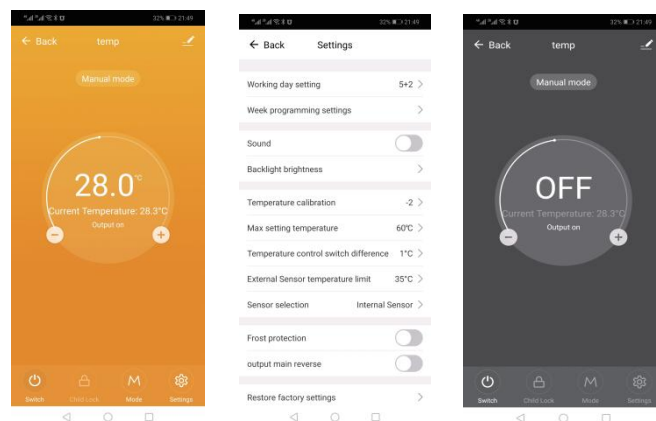 32% 21:49
← Back temp
Manual mode
28.0°C
Current Temperature: 28.3°C
Output on
− +
Switch Child Lock Mode Settings
32% 21:49
← Back Settings
Working day setting 5+2 >
Week programming settings >
Sound
Backlight brightness >
Temperature calibration -2 >
Max setting temperature 60°C >
Temperature control switch difference 1°C >
External Sensor temperature limit 35°C >
Sensor selection Internal Sensor >
Frost protection
output main reverse
Restore factory settings >
32% 21:49
← Back temp
Manual mode
OFF
Current Temperature: 28.3°C
Output on
− +
Switch Child Lock Mode Settings